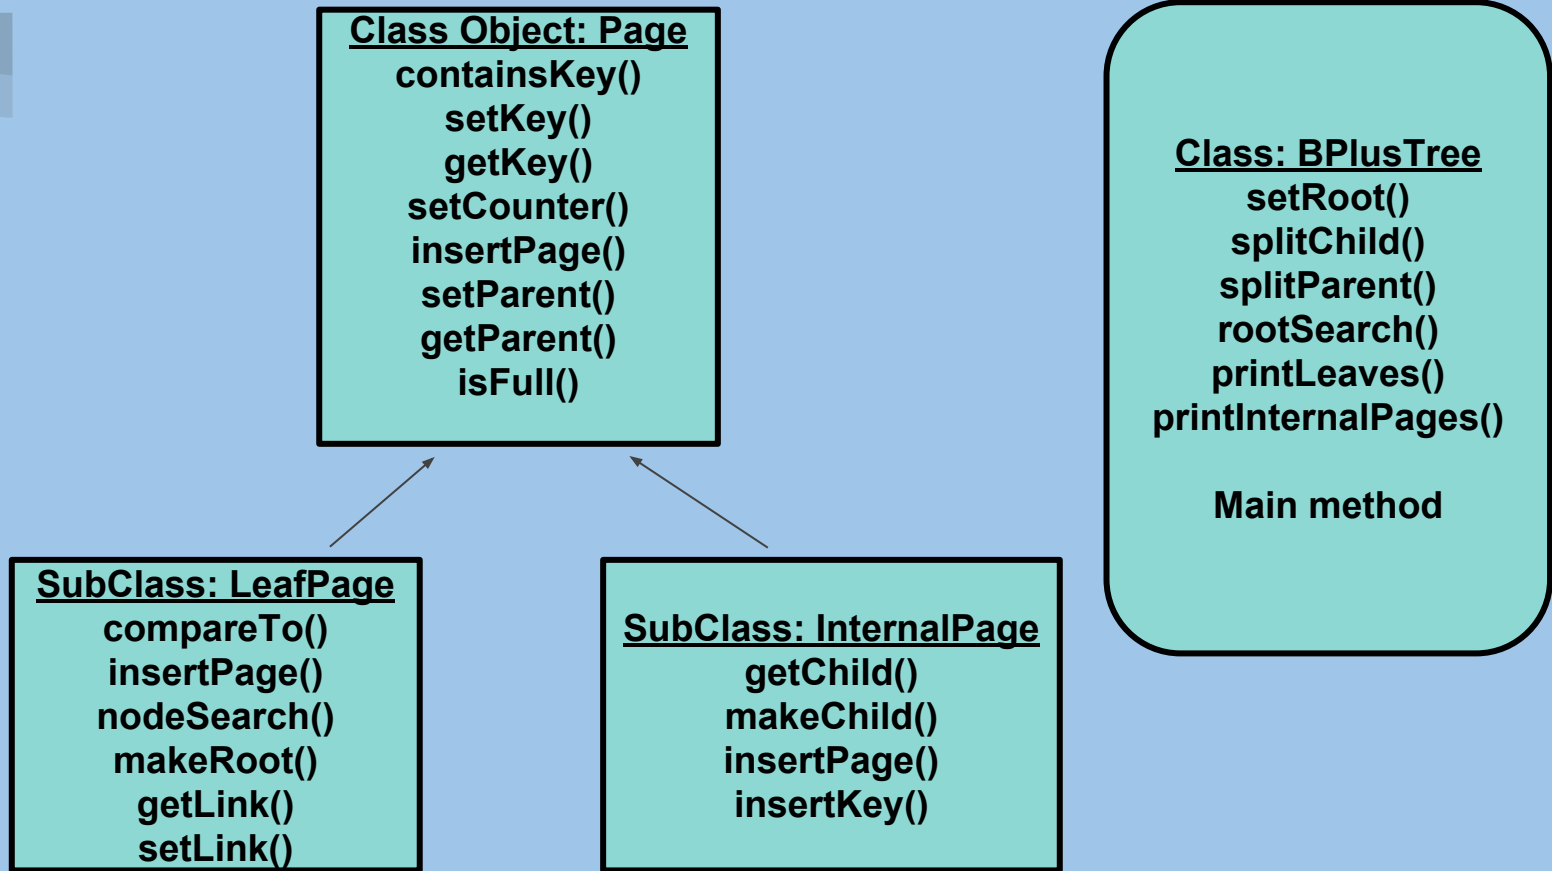 Class Object: Page
containsKey()
setKey()
getKey()
setCounter()
insertPage()
setParent()
getParent()
isFull()
Class: BPlusTree
setRoot()
splitChild()
splitParent()
rootSearch()
printLeaves()
printInternalPages()
Main method
SubClass: LeafPage
compareTo()
insertPage()
nodeSearch()
makeRoot()
getLink()
setLink()
SubClass: InternalPage
getChild()
makeChild()
insertPage()
insertKey()